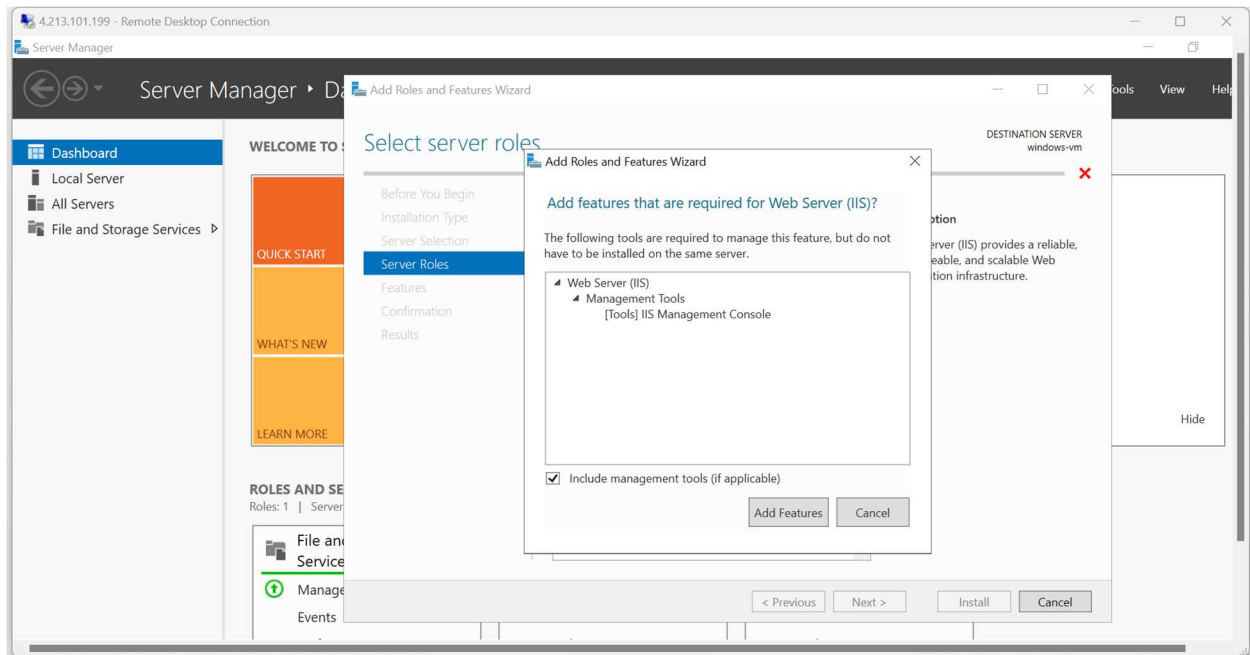 4.213.101.199 - Remote Desktop Connection
Server Manager
Server Manager
Add Roles and Features Wizard
Tools View Help
Dashboard
Local Server
All Servers
File and Storage Services
WELCOME TO
QUICK START
WHAT'S NEW
LEARN MORE
Hide
ROLES AND SE
Roles: 1 | Server
File and
Service
Manage
Events
Select server roles
DESTINATION SERVER
windows-vm
Before You Begin
Installation Type
Server Selection
Server Roles
Features
Confirmation
Results
ption
erver (IIS) provides a reliable,
eable, and scalable Web
tion infrastructure.
Add Roles and Features Wizard
Add features that are required for Web Server (IIS)?
The following tools are required to manage this feature, but do not
have to be installed on the same server.
Web Server (IIS)
Management Tools
[Tools] IIS Management Console
Include management tools (if applicable)
Add Features Cancel
< Previous Next > Install Cancel